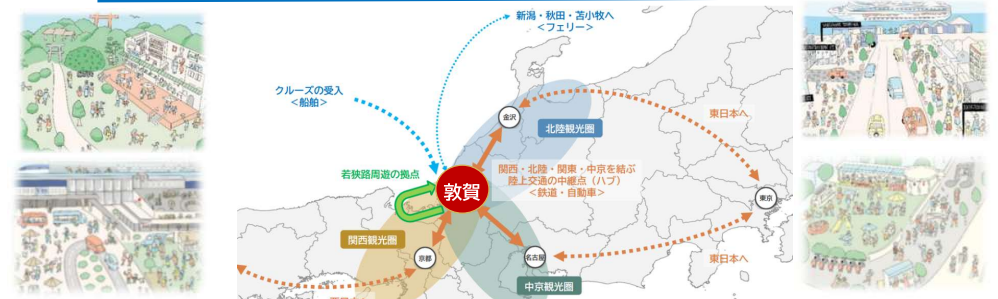 新潟・秋田・苫小牧へ
<フェリー>
クルーズの受入
<船舶>
金沢
東日本へ
北陸観光圏
関西・北陸・関東・中京を結ぶ
陸上交通の中継点（ハブ）
<鉄道・自動車>
若狭路周遊の拠点
敦賀
東京
関西観光圏
京都
名古屋
東日本へ
中京観光圏